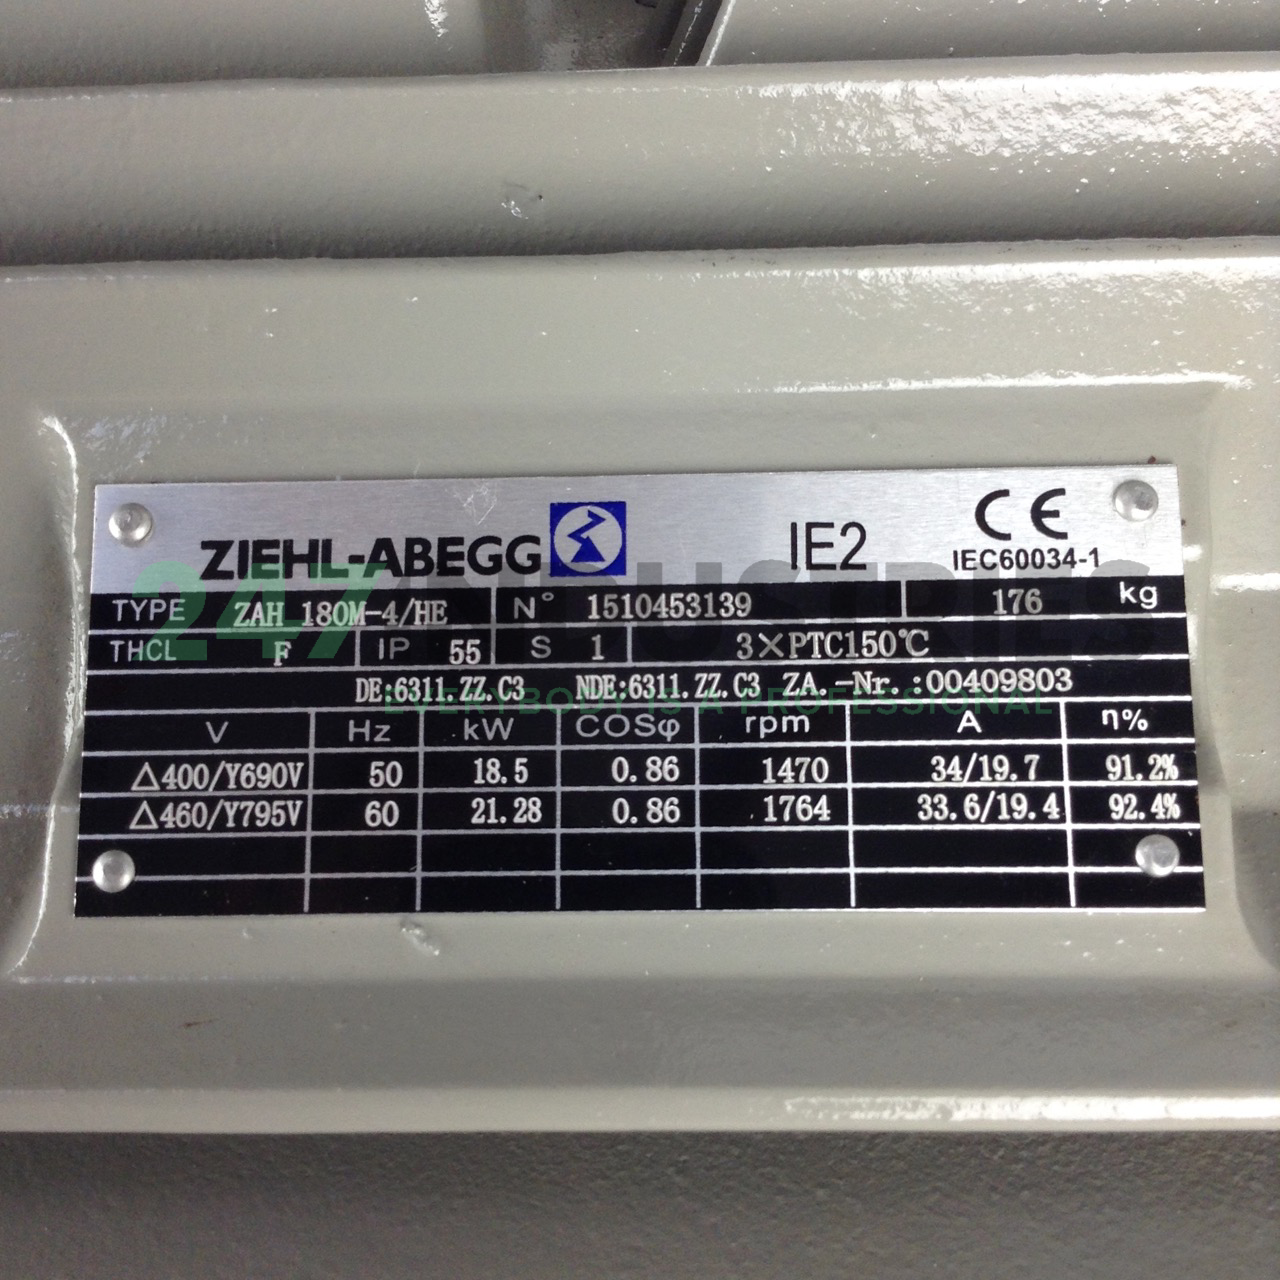 ZIEHL-ABEGG IE2 CE
IEC60034-1
TYPE ZAH 180M-4/HE N° 1510453139 176 kg
THCL F IP 55 S 1 3×PTC150℃
DE:6311.ZZ.C3 NDE:6311.ZZ.C3 ZA.-Nr.:00409803
V Hz kW COSφ rpm A η%
△400/Y690V 50 18.5 0.86 1470 34/19.7 91.2%
△460/Y795V 60 21.28 0.86 1764 33.6/19.4 92.4%
247 INDUSTRIES
EVERYBODY IS A PROFESSIONAL